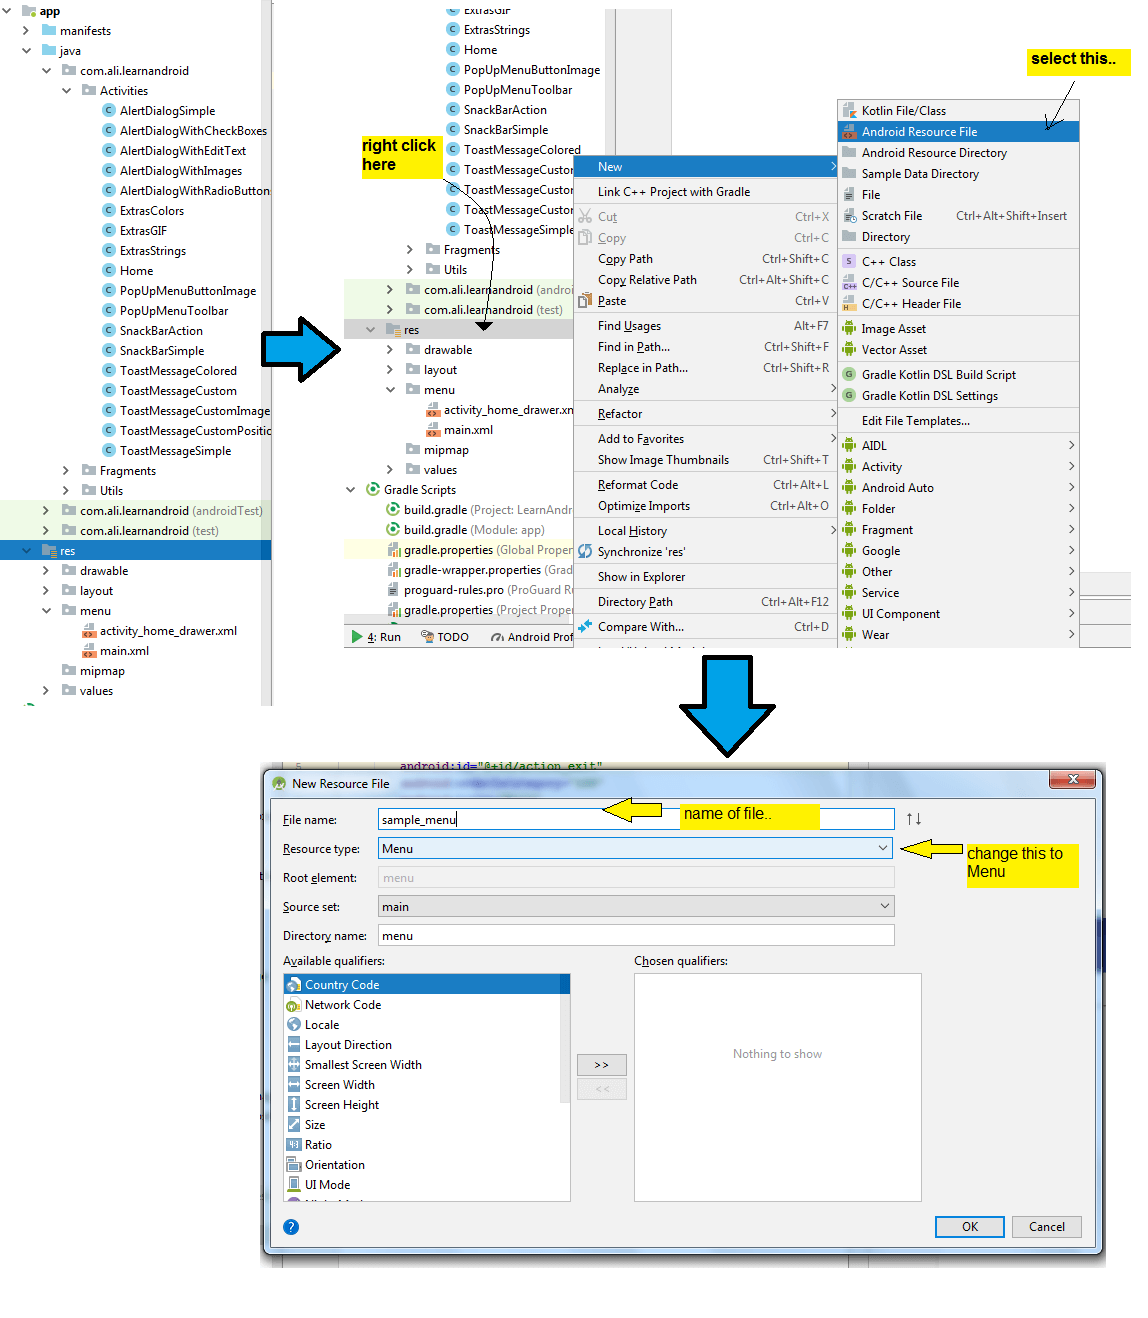 app
manifests
java
com.ali.learnandroid
Activities
AlertDialogSimple
AlertDialogWithCheckBoxes
AlertDialogWithEditText
AlertDialogWithImages
AlertDialogWithRadioButton
ExtrasColors
ExtrasGIF
ExtrasStrings
Home
PopUpMenuButtonImage
PopUpMenuToolbar
SnackBarAction
SnackBarSimple
ToastMessageColored
ToastMessageCustom
ToastMessageCustomImage
ToastMessageCustomPositio
ToastMessageSimple
Fragments
Utils
com.ali.learnandroid (androidTest)
com.ali.learnandroid (test)
res
drawable
layout
menu
activity_home_drawer.xml
main.xml
mipmap
values
ExtrasGIF
ExtrasStrings
Home
PopUpMenuButtonImage
PopUpMenuToolbar
SnackBarAction
SnackBarSimple
ToastMessageColored
ToastMessageCustor
ToastMessageCustor
ToastMessageCustor
ToastMessageSimple
Fragments
Utils
com.ali.learnandroid (androi
com.ali.learnandroid (test)
res
drawable
layout
menu
activity_home_drawer.xm
main.xml
mipmap
values
Gradle Scripts
build.gradle (Project: LearnAndr
build.gradle (Module: app)
gradle.properties (Global Proper
gradle-wrapper.properties (Grad
proguard-rules.pro (ProGuard Ru
gradle.properties (Project Proper
4: Run TODO Android Prof
right click
here
New
Link C++ Project with Gradle
Cut Ctrl+X
Copy Ctrl+C
Copy Path Ctrl+Shift+C
Copy Relative Path Ctrl+Alt+Shift+C
Paste Ctrl+V
Find Usages Alt+F7
Find in Path... Ctrl+Shift+F
Replace in Path... Ctrl+Shift+R
Analyze
Refactor
Add to Favorites
Show Image Thumbnails Ctrl+Shift+T
Reformat Code Ctrl+Alt+L
Optimize Imports Ctrl+Alt+O
Local History
Synchronize 'res'
Show in Explorer
Directory Path Ctrl+Alt+F12
Compare With... Ctrl+D
select this..
Kotlin File/Class
Android Resource File
Android Resource Directory
Sample Data Directory
File
Scratch File Ctrl+Alt+Shift+Insert
Directory
C++ Class
C/C++ Source File
C/C++ Header File
Image Asset
Vector Asset
Gradle Kotlin DSL Build Script
Gradle Kotlin DSL Settings
Edit File Templates...
AIDL
Activity
Android Auto
Folder
Fragment
Google
Other
Service
UI Component
Wear
5 android:id="@+id/action_exit"
New Resource File
File name: sample_menu
name of file..
Resource type: Menu
change this to
Menu
Root element: menu
Source set: main
Directory name: menu
Available qualifiers:
Country Code
Network Code
Locale
Layout Direction
Smallest Screen Width
Screen Width
Screen Height
Size
Ratio
Orientation
UI Mode
>>
<<
Chosen qualifiers:
Nothing to show
?
OK Cancel